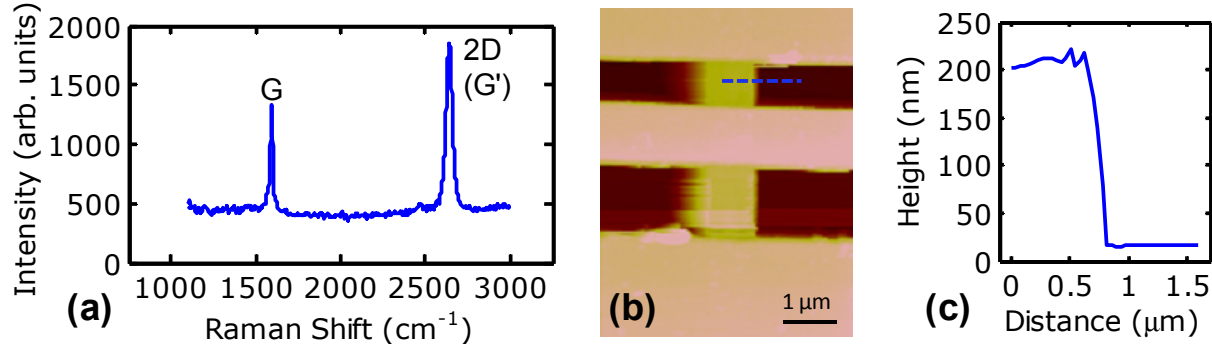 Intensity (arb. units)
2000
1500
1000
500
0
G
2D
(G')
1000 1500 2000 2500 3000
Raman Shift (cm⁻¹)
(a)
1 μm
(b)
Height (nm)
250
200
150
100
50
0
0 0.5 1 1.5
Distance (μm)
(c)